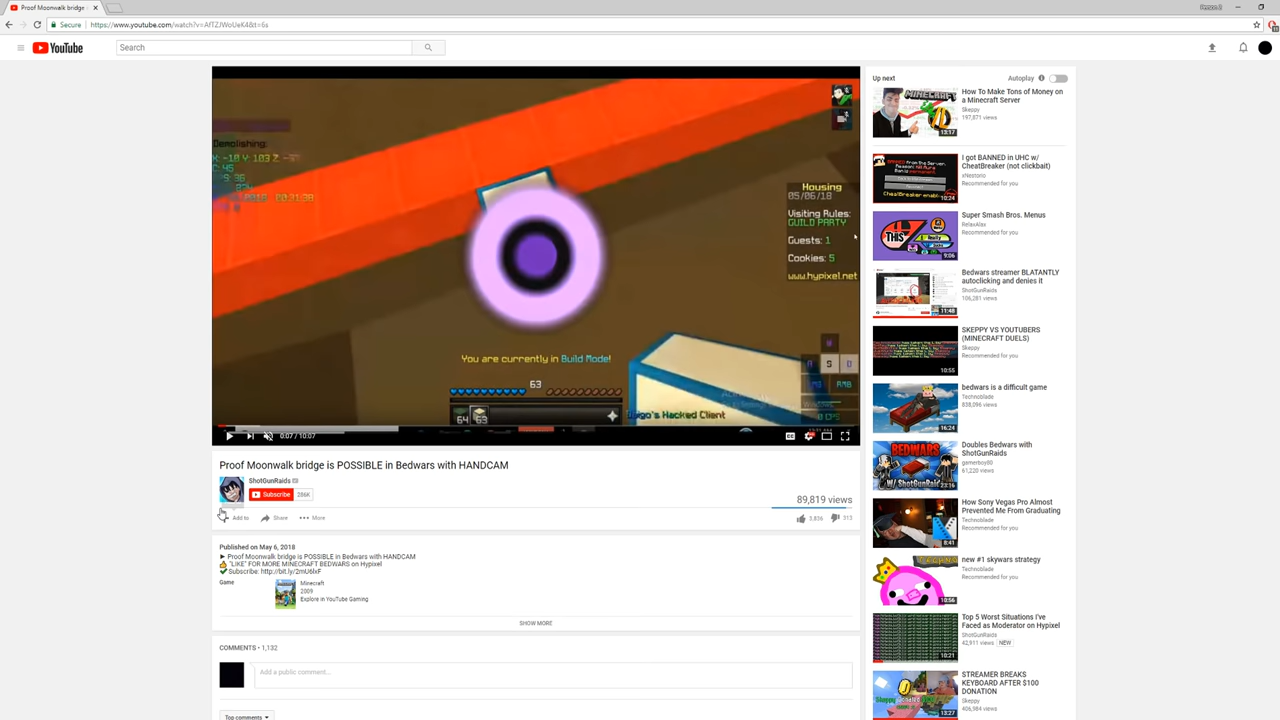 Proof Moonwalk bridge
Secure
https://www.youtube.com/watch?v=AfTZJWoUeK4&t=6s
YouTube
Search
Demolishing:
Housing
05/06/18
Visiting Rules:
GUILD PARTY
Guests: 1
Cookies: 5
www.hypixel.net
You are currently in Build Mode!
63
64
63
W
A
S
D
RMB
0 CPS
Hacked Client
0:07 / 10:07
Proof Moonwalk bridge is POSSIBLE in Bedwars with HANDCAM
ShotGunRaids
Subscribe
286K
89,819 views
Add to
Share
More
3,836
313
Published on May 6, 2018
► Proof Moonwalk bridge is POSSIBLE in Bedwars with HANDCAM
👍 "LIKE" FOR MORE MINECRAFT BEDWARS on Hypixel
✔ Subscribe: http://bit.ly/2mU6lxF
Game
Minecraft
2009
Explore in YouTube Gaming
SHOW MORE
COMMENTS • 1,132
Add a public comment...
Top comments
Up next
Autoplay
How To Make Tons of Money on
a Minecraft Server
Skeppy
197,871 views
MINECRAFT
13:17
I got BANNED in UHC w/
CheatBreaker (not clickbait)
xNestorio
Recommended for you
10:24
Super Smash Bros. Menus
RelaxAlax
Recommended for you
THIS
9:06
Bedwars streamer BLATANTLY
autoclicking and denies it
ShotGunRaids
106,281 views
11:48
SKEPPY VS YOUTUBERS
(MINECRAFT DUELS)
Skeppy
Recommended for you
10:55
bedwars is a difficult game
Technoblade
838,096 views
16:24
Doubles Bedwars with
ShotGunRaids
gamerboy80
61,220 views
BEDWARS
23:16
How Sony Vegas Pro Almost
Prevented Me From Graduating
Technoblade
Recommended for you
8:41
new #1 skywars strategy
Technoblade
Recommended for you
10:56
Top 5 Worst Situations I've
Faced as Moderator on Hypixel
ShotGunRaids
42,911 views
NEW
10:21
STREAMER BREAKS
KEYBOARD AFTER $100
DONATION
Skeppy
406,984 views
13:27